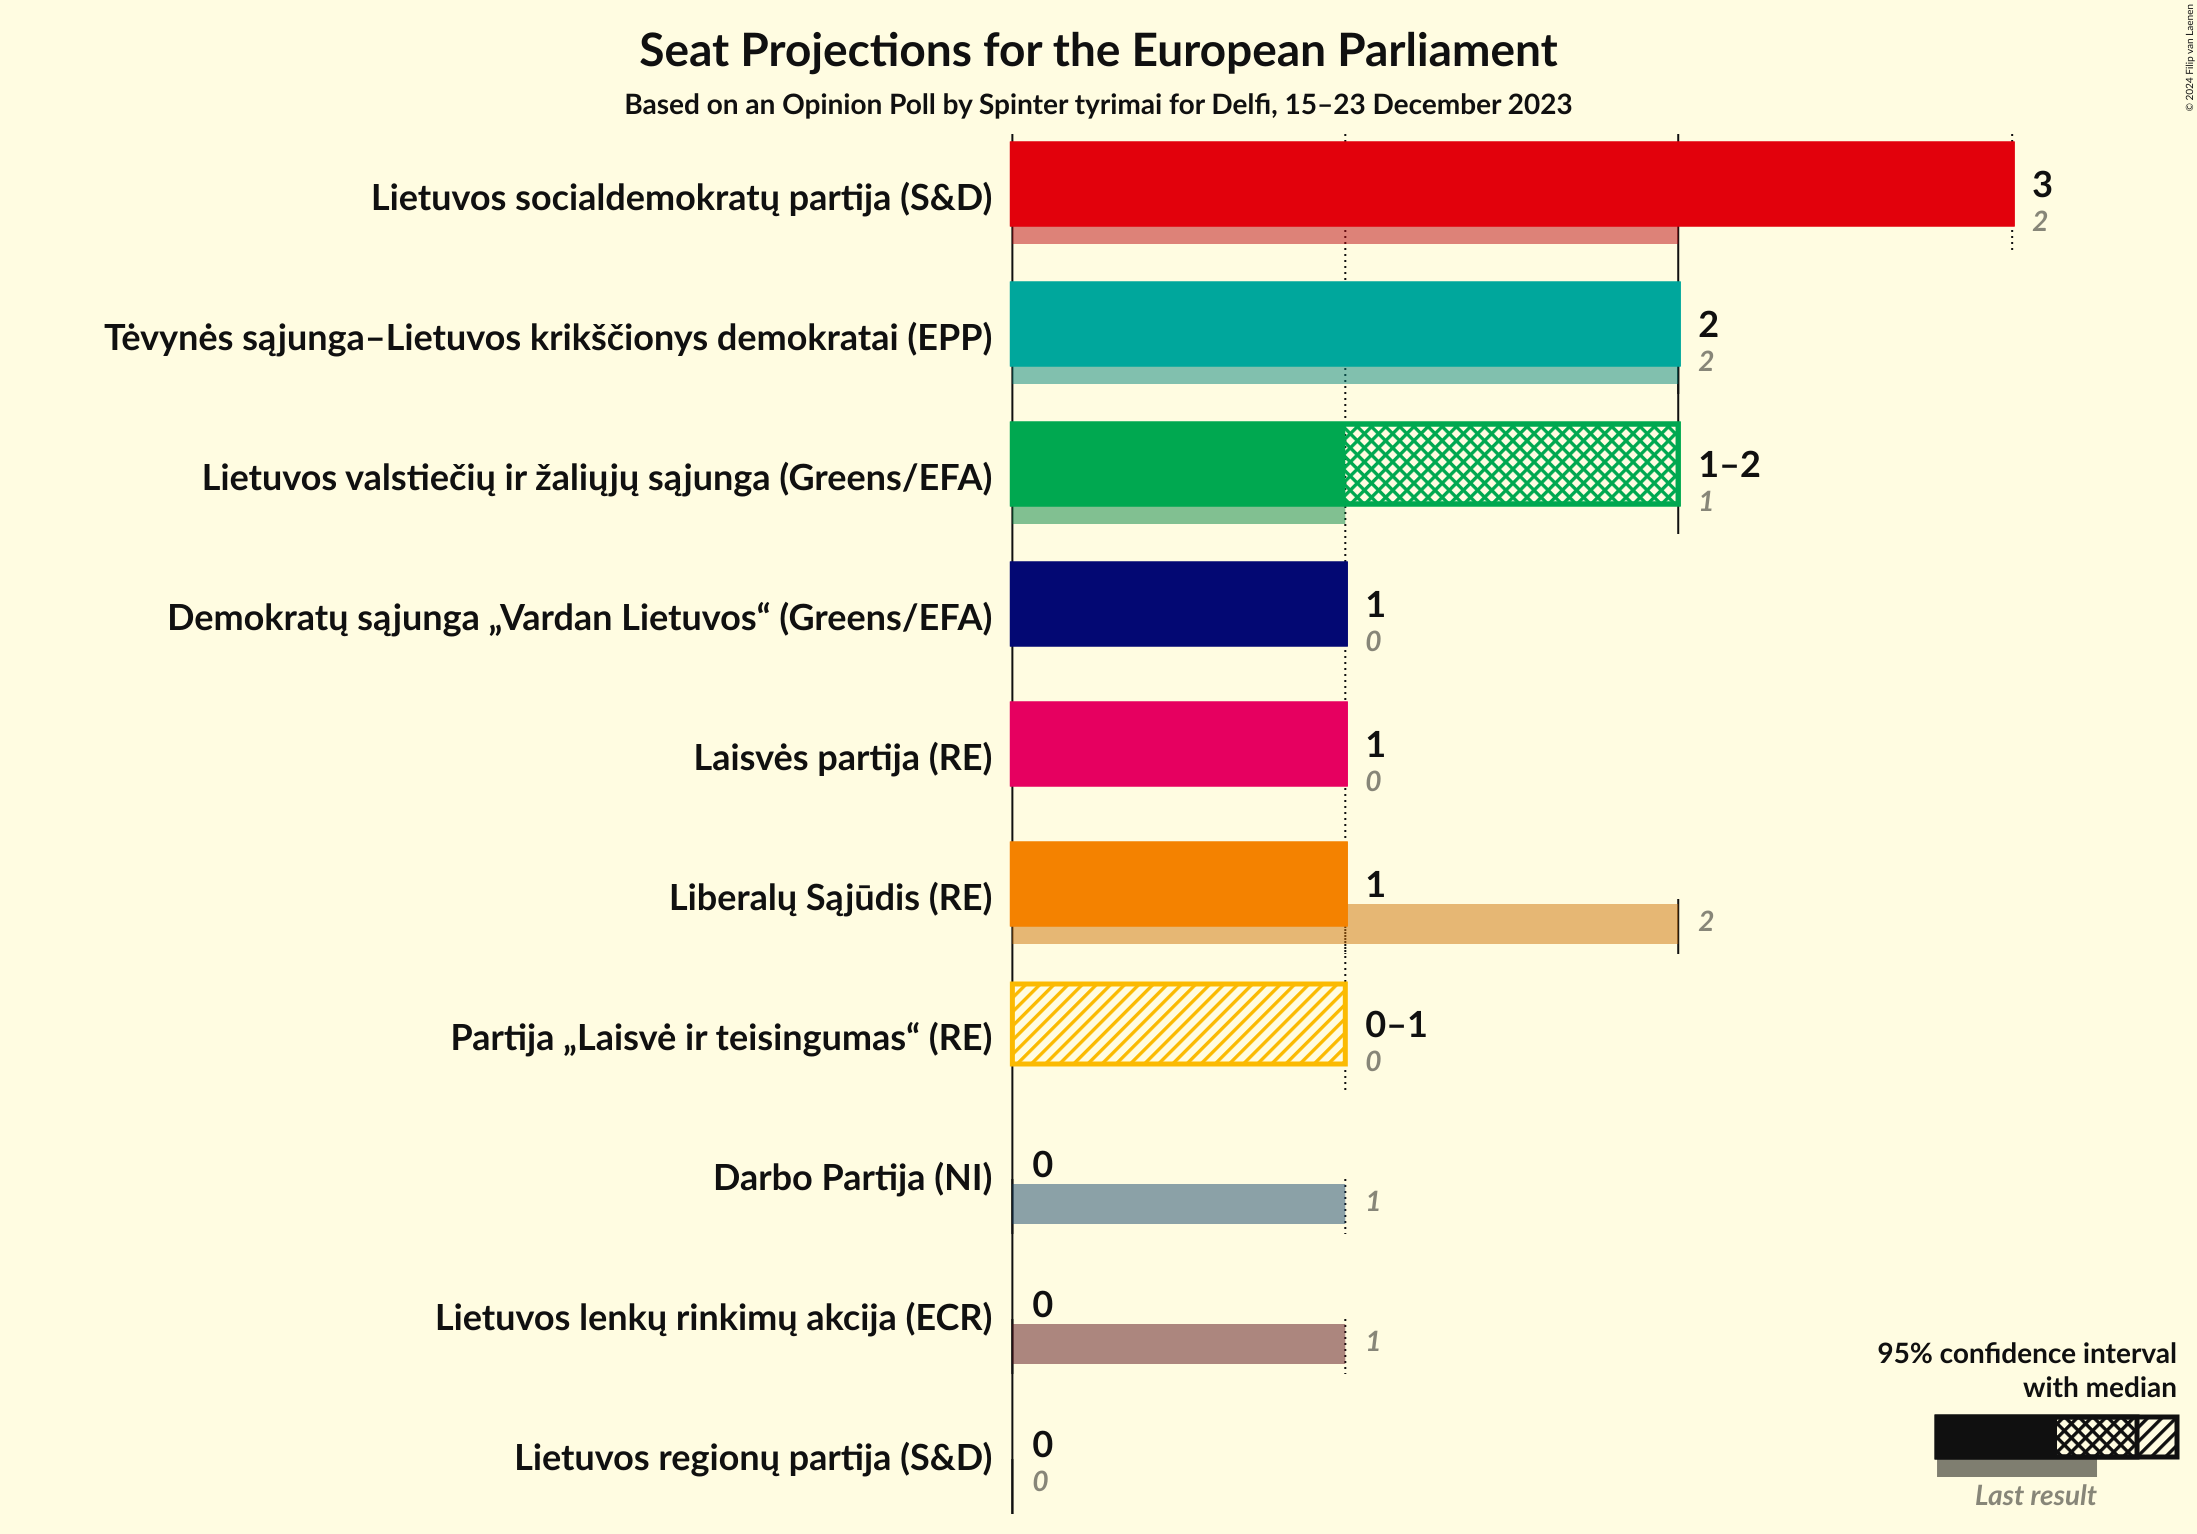 Seat Projections for the European Parliament
Based on an Opinion Poll by Spinter tyrimai for Delfi, 15–23 December 2023
© 2024 Filip van Laenen
Lietuvos socialdemokratų partija (S&D)
3
2
Tėvynės sąjunga–Lietuvos krikščionys demokratai (EPP)
2
2
Lietuvos valstiečių ir žaliųjų sąjunga (Greens/EFA)
1–2
1
Demokratų sąjunga „Vardan Lietuvos“ (Greens/EFA)
1
0
Laisvės partija (RE)
1
0
Liberalų Sąjūdis (RE)
1
2
Partija „Laisvė ir teisingumas“ (RE)
0–1
0
Darbo Partija (NI)
0
1
Lietuvos lenkų rinkimų akcija (ECR)
0
1
Lietuvos regionų partija (S&D)
0
0
95% confidence interval
with median
Last result